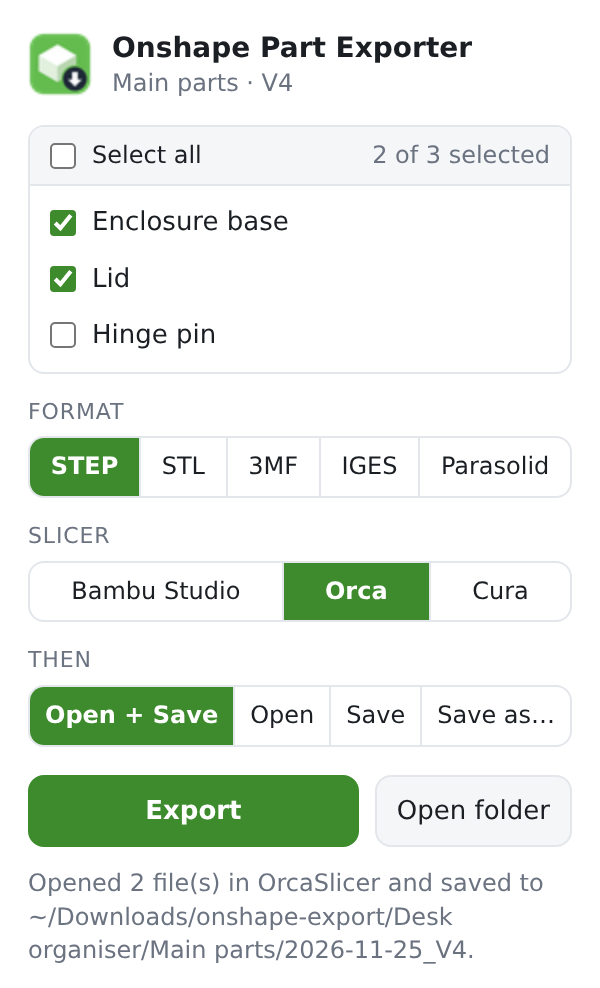 Onshape Part Exporter
Main parts · V4
Select all 2 of 3 selected
Enclosure base
Lid
Hinge pin
FORMAT
STEP STL 3MF IGES Parasolid
SLICER
Bambu Studio Orca Cura
THEN
Open + Save Open Save Save as...
Export Open folder
Opened 2 file(s) in OrcaSlicer and saved to
~/Downloads/onshape-export/Desk
organiser/Main parts/2026-11-25_V4.